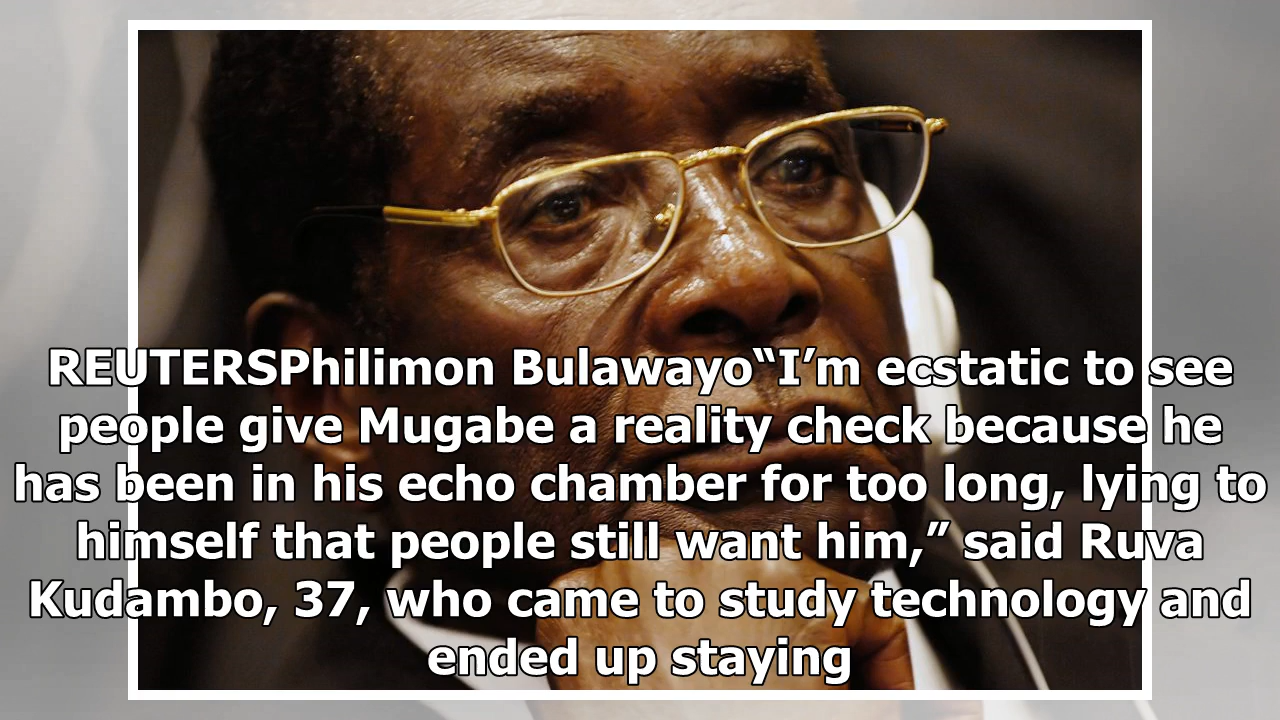 REUTERSPhilimon Bulawayo“I’m ecstatic to see
people give Mugabe a reality check because he
has been in his echo chamber for too long, lying to
himself that people still want him,” said Ruva
Kudambo, 37, who came to study technology and
ended up staying